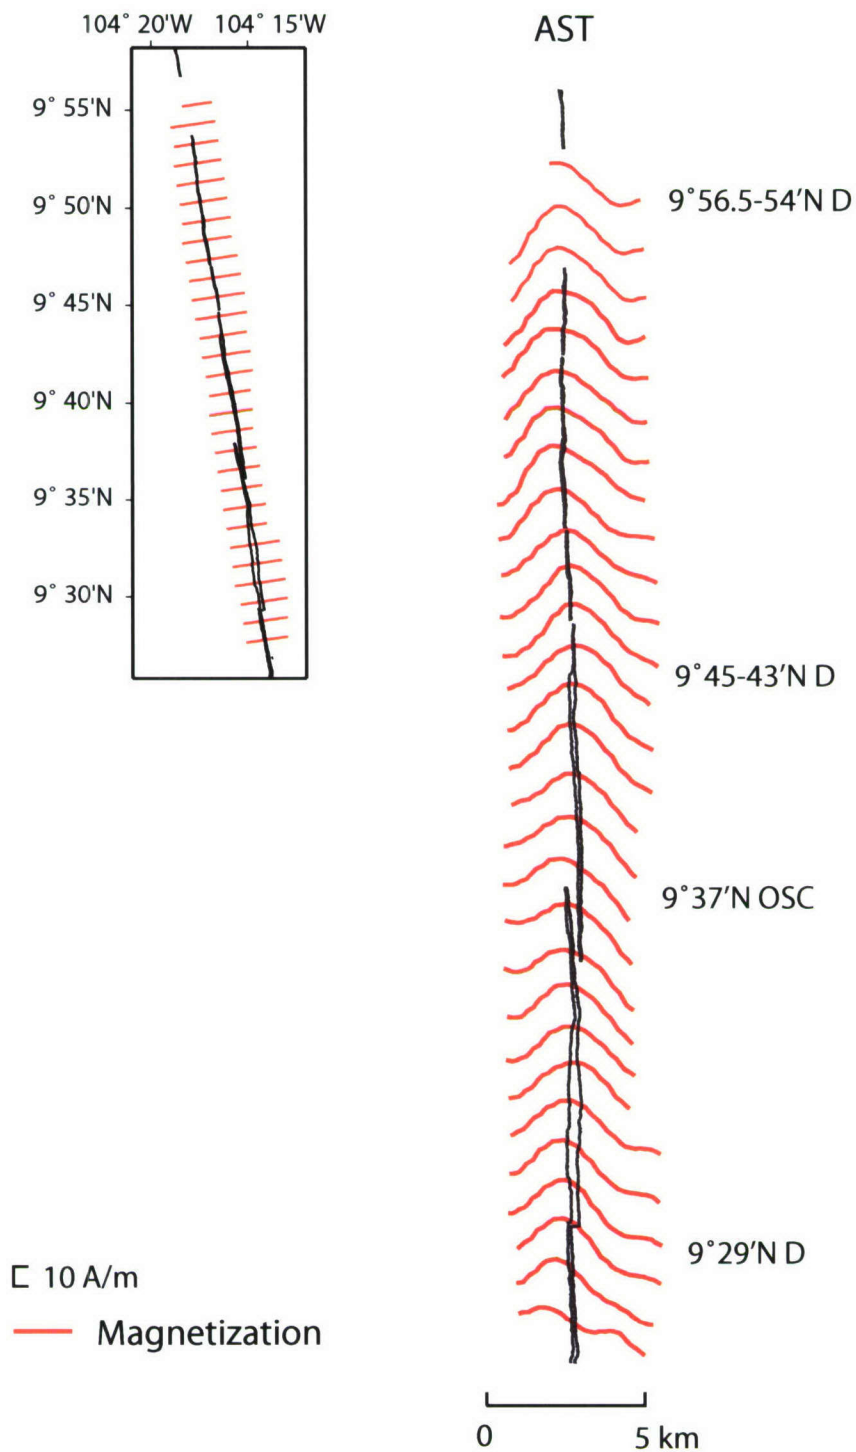 104˚ 20'W 104˚ 15'W
AST
9˚ 55'N
9˚ 50'N
9˚ 45'N
9˚ 40'N
9˚ 35'N
9˚ 30'N
9˚56.5-54'N D
9˚45-43'N D
9˚37'N OSC
9˚29'N D
10 A/m
Magnetization
0 5 km